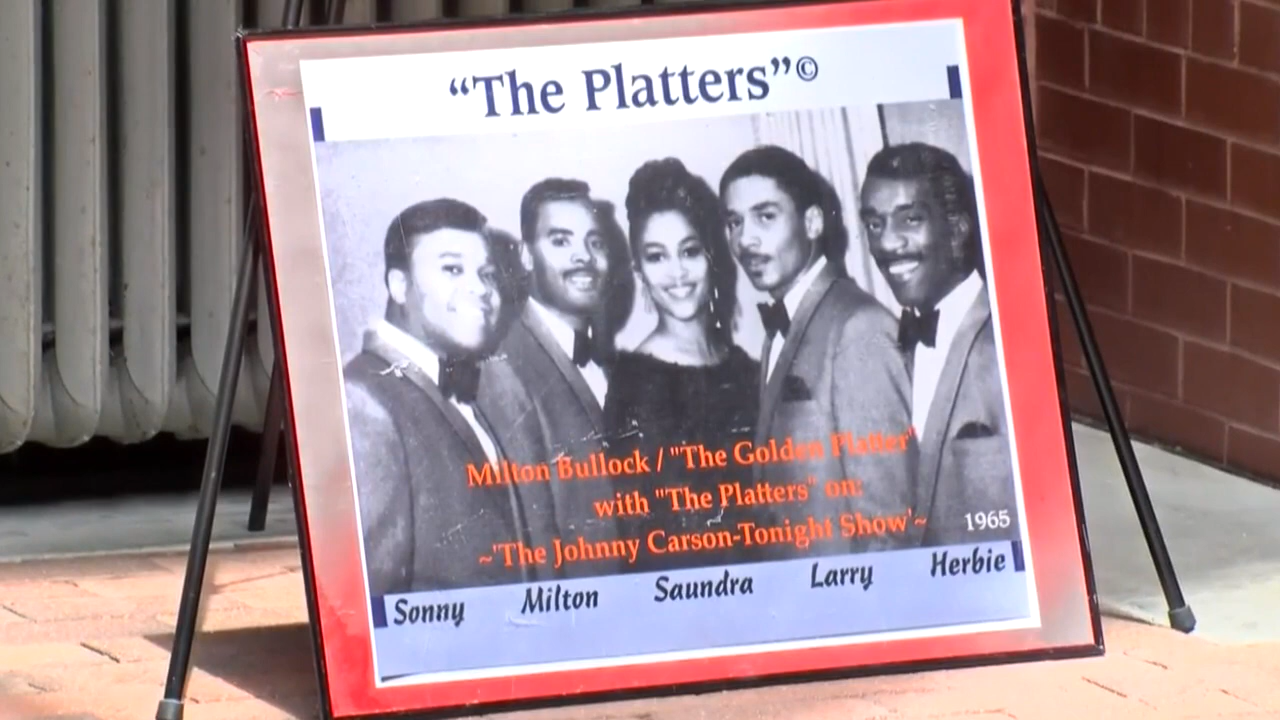 “The Platters”©
Milton Bullock / "The Golden Platter"
with "The Platters" on:
~'The Johnny Carson-Tonight Show'~
1965
Sonny Milton Saundra Larry Herbie